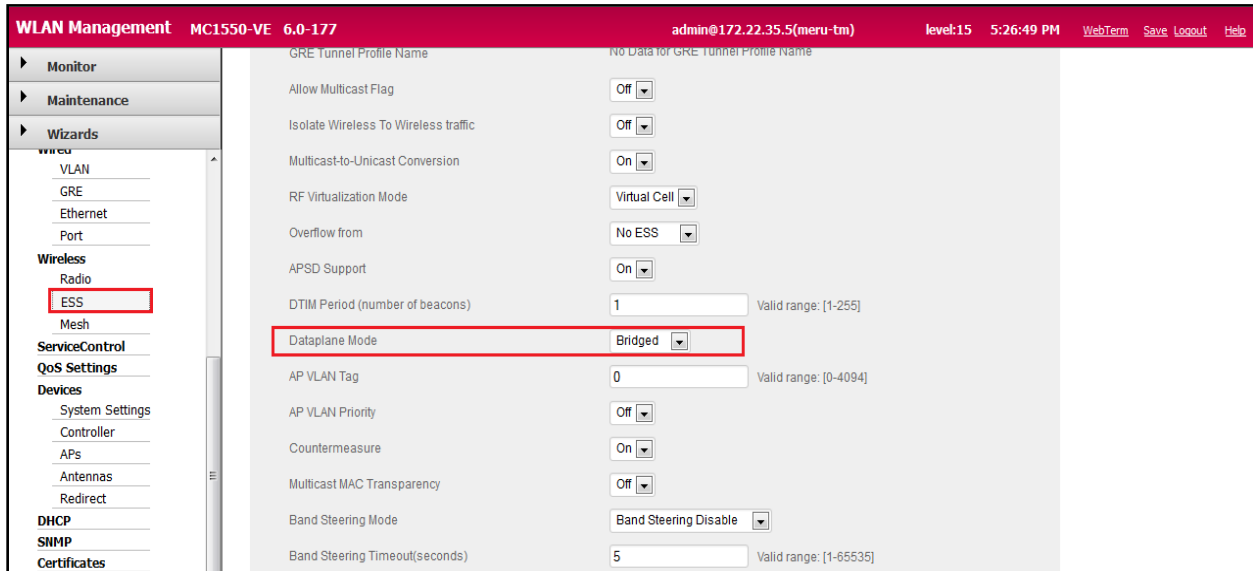 WLAN Management MC1550-VE 6.0-177 admin@172.22.35.5(meru-tm) level:15 5:26:49 PM WebTerm Save Logout Help
Monitor
Maintenance
Wizards
Wired
VLAN
GRE
Ethernet
Port
Wireless
Radio
ESS
Mesh
ServiceControl
QoS Settings
Devices
System Settings
Controller
APs
Antennas
Redirect
DHCP
SNMP
Certificates
GRE Tunnel Profile Name No Data for GRE Tunnel Profile Name
Allow Multicast Flag Off
Isolate Wireless To Wireless traffic Off
Multicast-to-Unicast Conversion On
RF Virtualization Mode Virtual Cell
Overflow from No ESS
APSD Support On
DTIM Period (number of beacons) 1 Valid range: [1-255]
Dataplane Mode Bridged
AP VLAN Tag 0 Valid range: [0-4094]
AP VLAN Priority Off
Countermeasure On
Multicast MAC Transparency Off
Band Steering Mode Band Steering Disable
Band Steering Timeout(seconds) 5 Valid range: [1-65535]